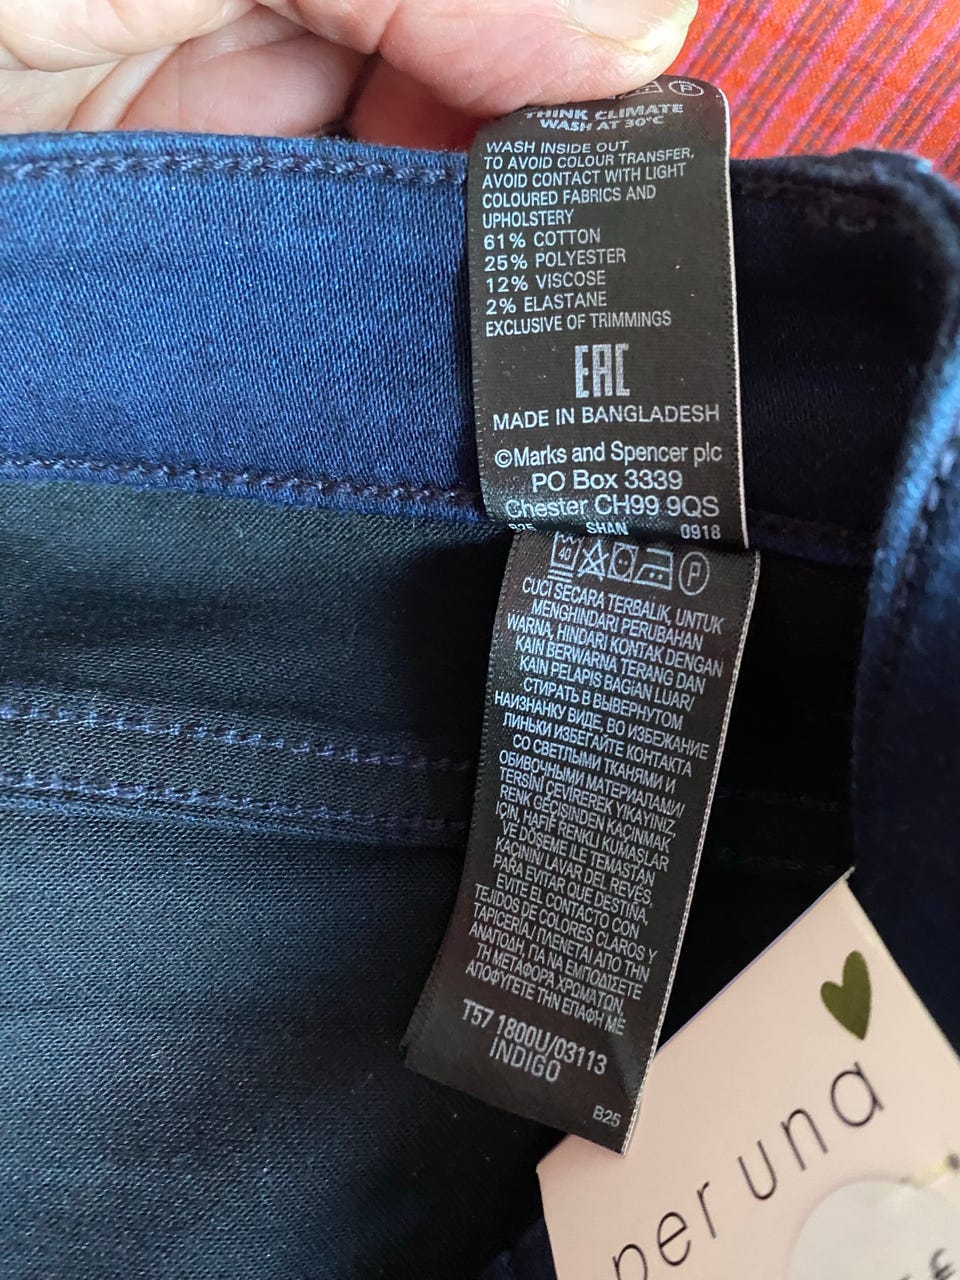 P
THINK CLIMATE
WASH AT 30°C
WASH INSIDE OUT
TO AVOID COLOUR TRANSFER,
AVOID CONTACT WITH LIGHT
COLOURED FABRICS AND
UPHOLSTERY
61% COTTON
25% POLYESTER
12% VISCOSE
2% ELASTANE
EXCLUSIVE OF TRIMMINGS
EAC
MADE IN BANGLADESH
©Marks and Spencer plc
PO Box 3339
Chester CH99 9QS
B25 SHAN 0918
40 P
CUCI SECARA TERBALIK, UNTUK
MENGHINDARI PERUBAHAN
WARNA, HINDARI KONTAK DENGAN
KAIN BERWARNA TERANG DAN
KAIN PELAPIS BAGIAN LUAR/
СТИРАТЬ В ВЫВЕРНУТОМ
НАИЗНАНКУ ВИДЕ, ВО ИЗБЕЖАНИЕ
ЛИНЬКИ ИЗБЕГАЙТЕ КОНТАКТА
СО СВЕТЛЫМИ ТКАНЯМИ И
ОБИВОЧНЫМИ МАТЕРИАЛАМИ/
TERSİNİ ÇEVİREREK YIKAYINIZ,
RENK GEÇİŞİNDEN KAÇINMAK
İÇİN, HAFİF RENKLİ KUMAŞLAR
VE DÖŞEME İLE TEMASTAN
KAÇININ/ LAVAR DEL REVÉS.
PARA EVITAR QUE DESTIÑA,
EVITE EL CONTACTO CON
TEJIDOS DE COLORES CLAROS Y
TAPICERÍA / ΠΛΕΝΕΤΑΙ ΑΠΟ ΤΗΝ
ΑΝΑΠΟΔΗ, ΓΙΑ ΝΑ ΕΜΠΟΔΙΣΕΤΕ
ΤΗ ΜΕΤΑΦΟΡΑ ΧΡΩΜΑΤΩΝ,
ΑΠΟΦΥΓΕΤΕ ΤΗΝ ΕΠΑΦΗ ΜΕ
T57 1800U/03113
INDIGO
B25
per una
€